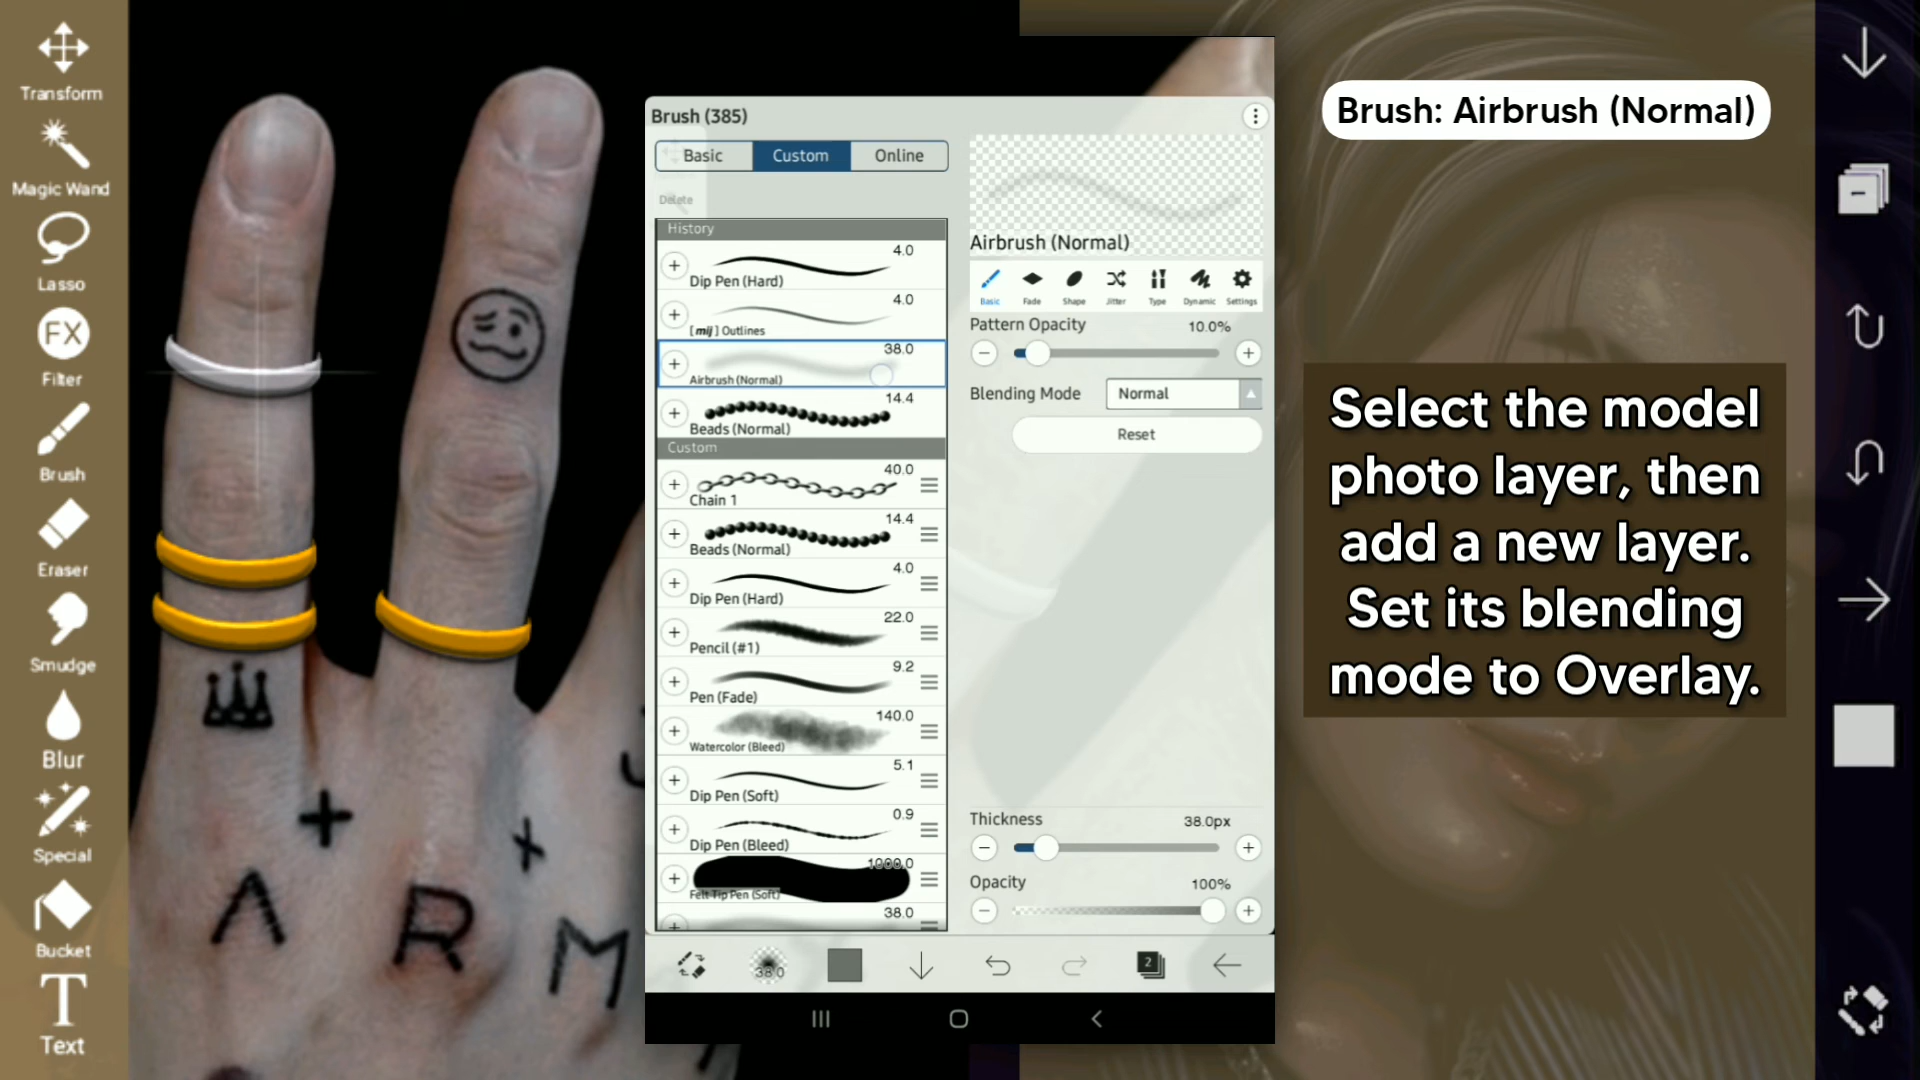 Transform
Magic Wand
Lasso
FX
Filter
Brush
Eraser
Smudge
Blur
Special
Bucket
T
Text
+
+
A R M
Brush (385)
Basic Custom Online
Delete
History
4.0
Dip Pen (Hard)
4.0
[mij] Outlines
38.0
Airbrush (Normal)
14.4
Beads (Normal)
Custom
40.0
Chain 1
14.4
Beads (Normal)
4.0
Dip Pen (Hard)
22.0
Pencil (#1)
9.2
Pen (Fade)
140.0
Watercolor (Bleed)
5.1
Dip Pen (Soft)
0.9
Dip Pen (Bleed)
1000.0
Felt Tip Pen (Soft)
38.0
Airbrush (Normal)
Basic Fade Shape Jitter Type Dynamic Settings
Pattern Opacity 10.0%
Blending Mode Normal
Reset
Thickness 38.0px
Opacity 100%
38.0
2
Brush: Airbrush (Normal)
Select the model
photo layer, then
add a new layer.
Set its blending
mode to Overlay.